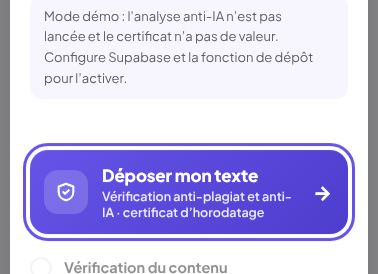 Mode démo : l'analyse anti-IA n'est pas
lancée et le certificat n'a pas de valeur.
Configure Supabase et la fonction de dépôt
pour l'activer.
Déposer mon texte
Vérification anti-plagiat et anti-
IA · certificat d'horodatage
Vérification du contenu